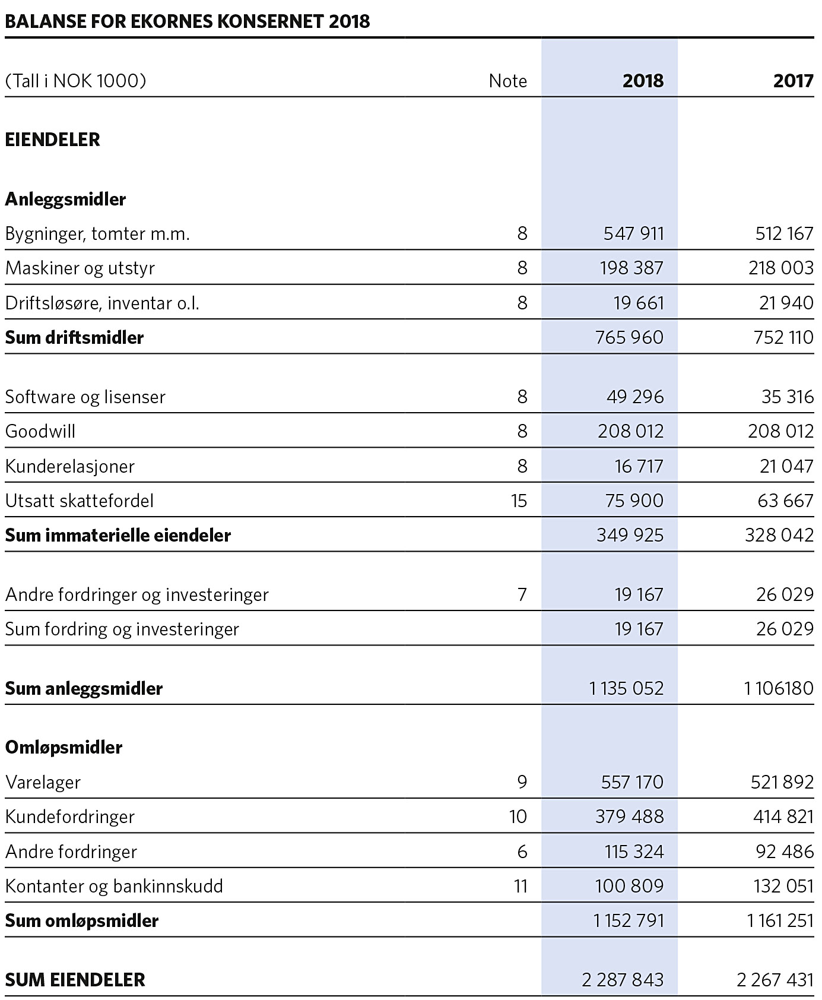 BALANSE FOR EKORNES KONSERNET 2018
(Tall i NOK 1000) Note 2018 2017
EIENDELER
Anleggsmidler
Bygninger, tomter m.m. 8 547 911 512 167
Maskiner og utstyr 8 198 387 218 003
Driftsløsøre, inventar o.l. 8 19 661 21 940
Sum driftsmidler 765 960 752 110
Software og lisenser 8 49 296 35 316
Goodwill 8 208 012 208 012
Kunderelasjoner 8 16 717 21 047
Utsatt skattefordel 15 75 900 63 667
Sum immaterielle eiendeler 349 925 328 042
Andre fordringer og investeringer 7 19 167 26 029
Sum fordring og investeringer 19 167 26 029
Sum anleggsmidler 1 135 052 1 106180
Omløpsmidler
Varelager 9 557 170 521 892
Kundefordringer 10 379 488 414 821
Andre fordringer 6 115 324 92 486
Kontanter og bankinnskudd 11 100 809 132 051
Sum omløpsmidler 1 152 791 1 161 251
SUM EIENDELER 2 287 843 2 267 431